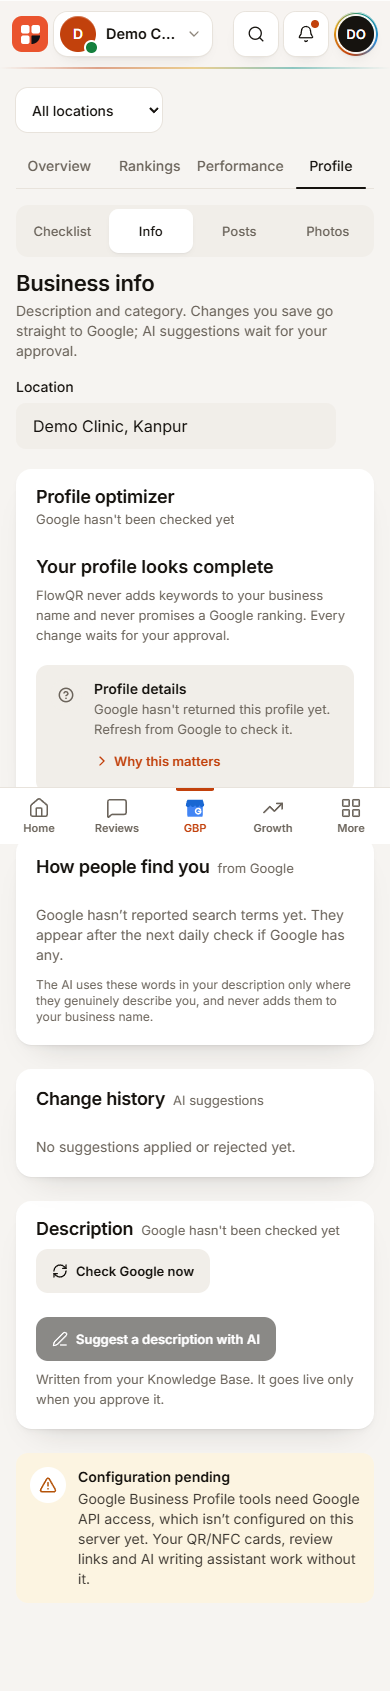 D
Demo C...
DO
All locations
Overview Rankings Performance Profile
Checklist Info Posts Photos
Business info
Description and category. Changes you save go
straight to Google; AI suggestions wait for your
approval.
Location
Demo Clinic, Kanpur
Profile optimizer
Google hasn't been checked yet
Your profile looks complete
FlowQR never adds keywords to your business
name and never promises a Google ranking. Every
change waits for your approval.
Profile details
Google hasn't returned this profile yet.
Refresh from Google to check it.
Why this matters
Home Reviews GBP Growth More
How people find you from Google
Google hasn’t reported search terms yet. They
appear after the next daily check if Google has
any.
The AI uses these words in your description only where
they genuinely describe you, and never adds them to
your business name.
Change history AI suggestions
No suggestions applied or rejected yet.
Description Google hasn't been checked yet
Check Google now
Suggest a description with AI
Written from your Knowledge Base. It goes live only
when you approve it.
Configuration pending
Google Business Profile tools need Google
API access, which isn’t configured on this
server yet. Your QR/NFC cards, review
links and AI writing assistant work without
it.